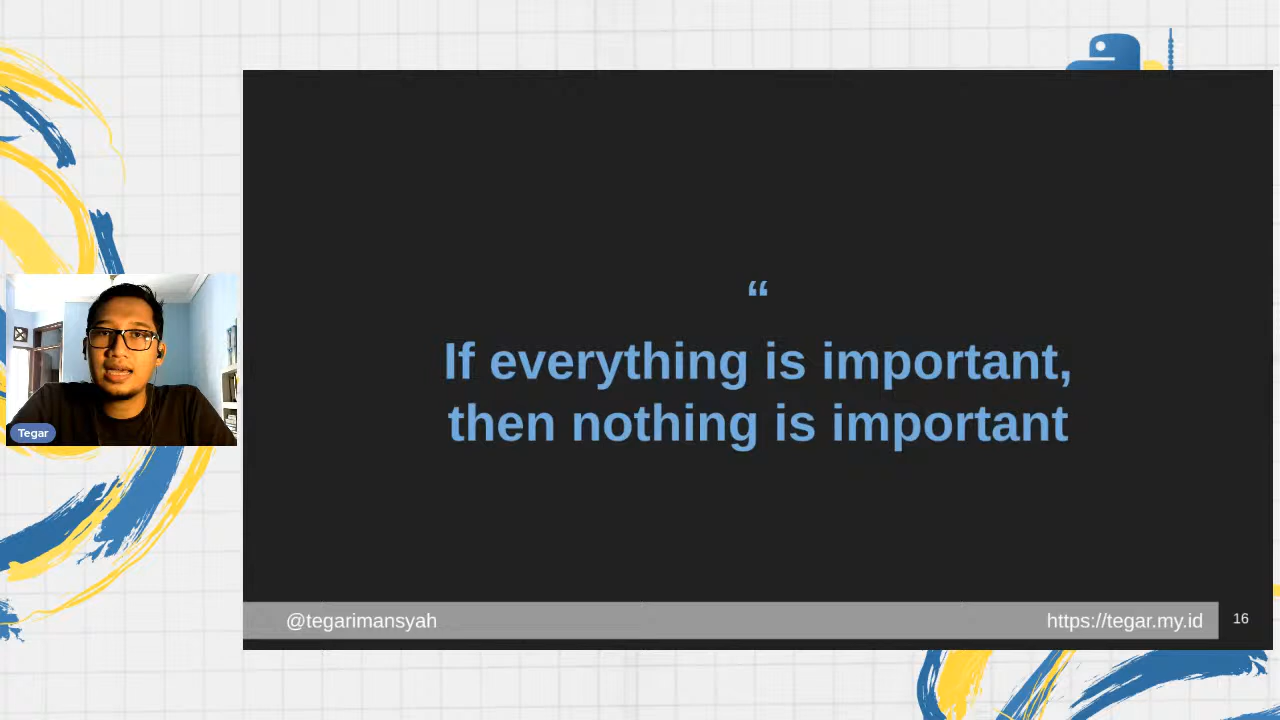 “
If everything is important,
then nothing is important
Tegar
@tegarimansyah
https://tegar.my.id
16